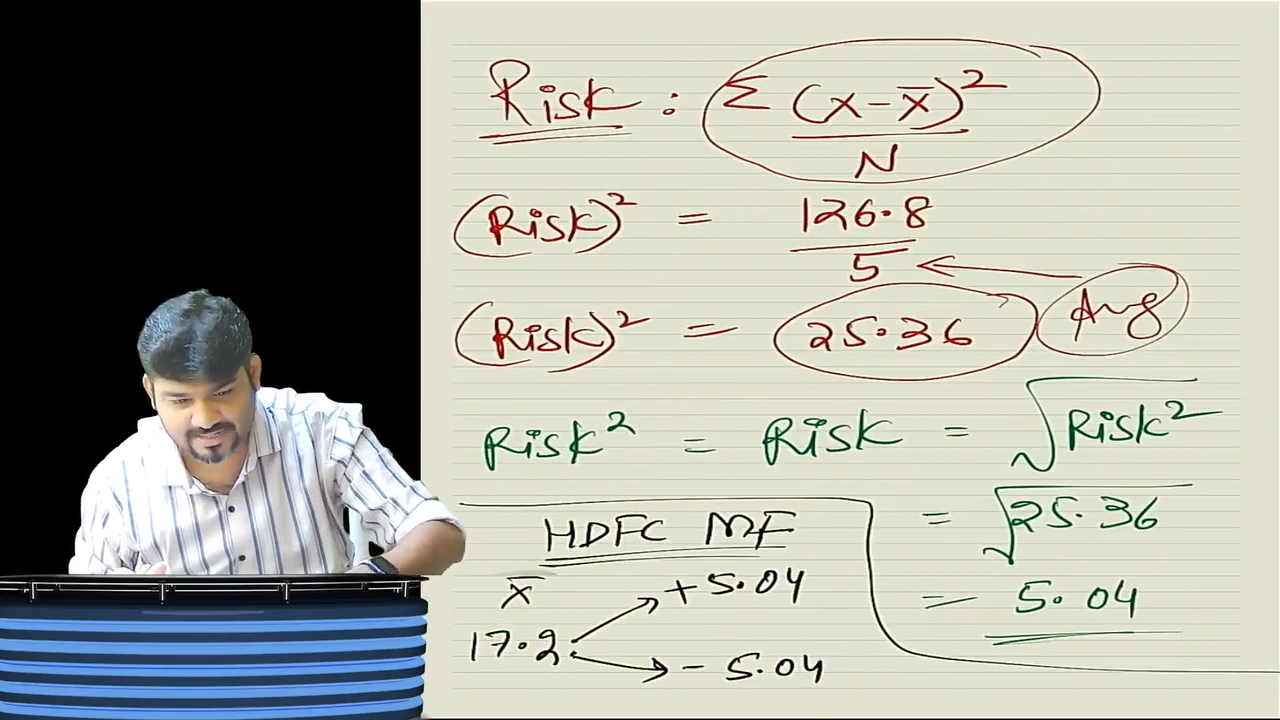 Risk : Σ (x-x̄)²
N
(Risk)² = 126.8
5
(Risk)² = 25.36 Avg
Risk² = Risk = √Risk²
= √25.36
= 5.04
HDFC MF
x̄
+ 5.04
17.2
- 5.04